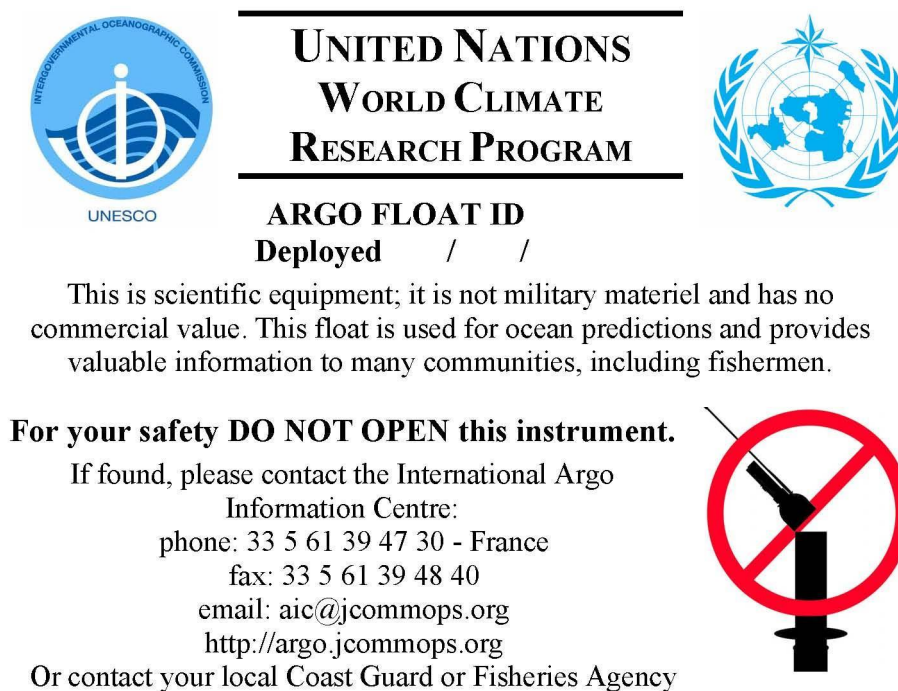 INTERGOVERNMENTAL OCEANOGRAPHIC COMMISSION
UNESCO
UNITED NATIONS
WORLD CLIMATE
RESEARCH PROGRAM
ARGO FLOAT ID
Deployed / /
This is scientific equipment; it is not military materiel and has no
commercial value. This float is used for ocean predictions and provides
valuable information to many communities, including fishermen.
For your safety DO NOT OPEN this instrument.
If found, please contact the International Argo
Information Centre:
phone: 33 5 61 39 47 30 - France
fax: 33 5 61 39 48 40
email: aic@jcommops.org
http://argo.jcommops.org
Or contact your local Coast Guard or Fisheries Agency